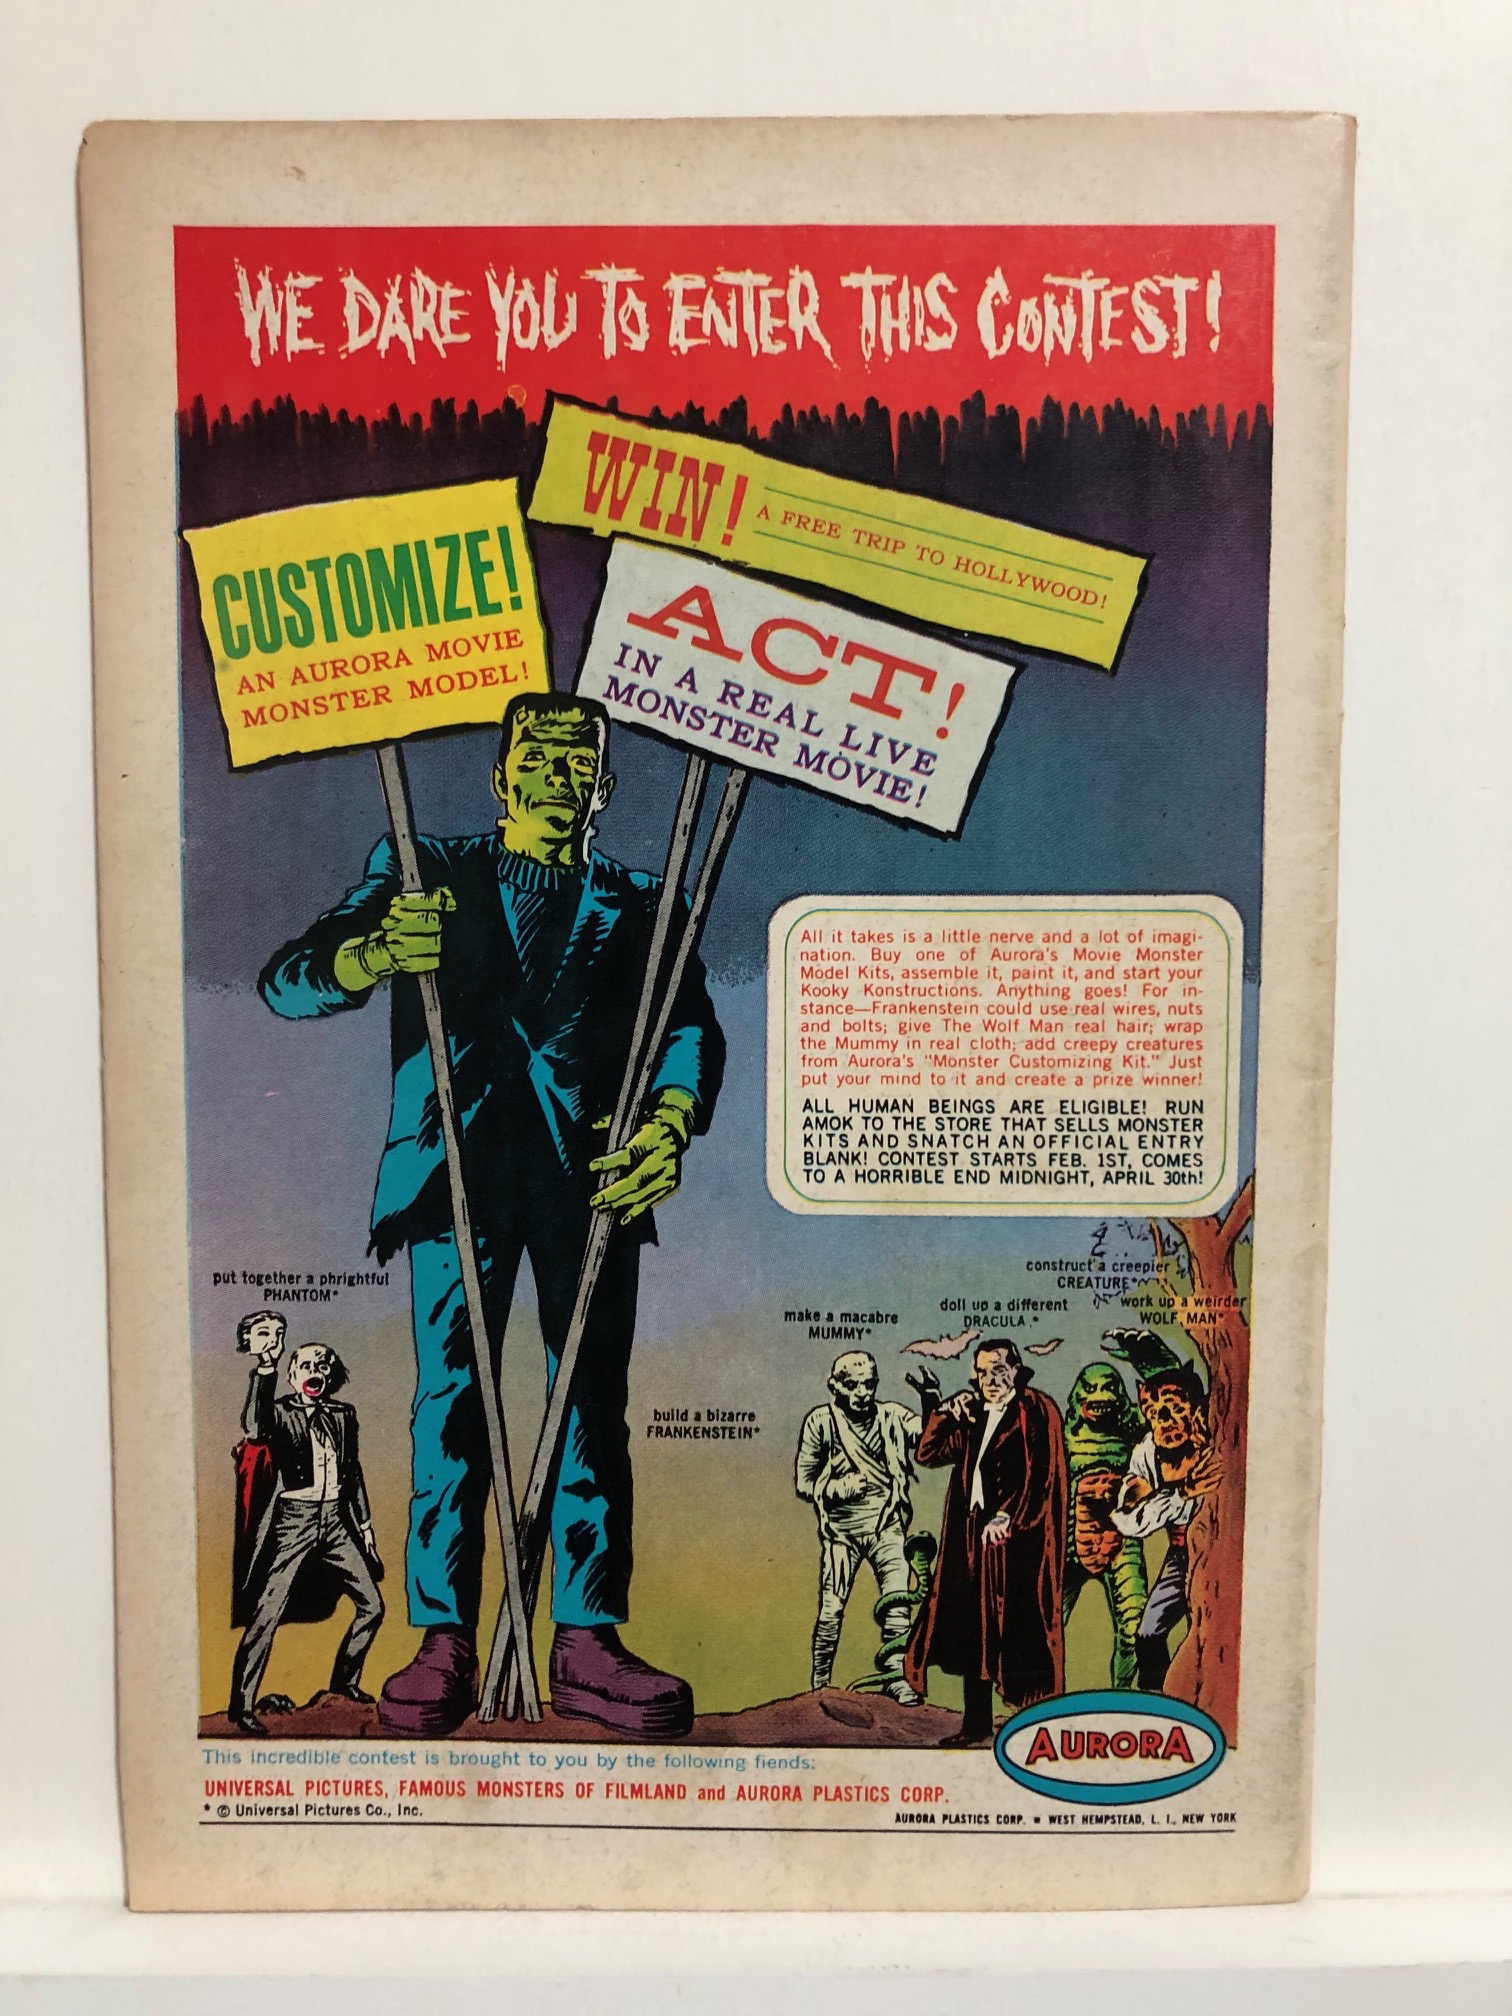 WE DARE YOU TO ENTER THIS CONTEST!
WIN! A FREE TRIP TO HOLLYWOOD!
CUSTOMIZE!
AN AURORA MOVIE
MONSTER MODEL!
ACT!
IN A REAL LIVE
MONSTER MOVIE!
All it takes is a little nerve and a lot of imagi-
nation. Buy one of Aurora's Movie Monster
Model Kits, assemble it, paint it, and start your
Kooky Konstructions. Anything goes! For in-
stance—Frankenstein could use real wires, nuts
and bolts; give The Wolf Man real hair; wrap
the Mummy in real cloth; add creepy creatures
from Aurora's "Monster Customizing Kit." Just
put your mind to it and create a prize winner!
ALL HUMAN BEINGS ARE ELIGIBLE! RUN
AMOK TO THE STORE THAT SELLS MONSTER
KITS AND SNATCH AN OFFICIAL ENTRY
BLANK! CONTEST STARTS FEB. 1ST, COMES
TO A HORRIBLE END MIDNIGHT, APRIL 30th!
put together a phrightful
PHANTOM*
build a bizarre
FRANKENSTEIN*
make a macabre
MUMMY*
doll up a different
DRACULA.*
construct a creepier
CREATURE*
work up a weirder
WOLF MAN*
AURORA
This incredible contest is brought to you by the following fiends:
UNIVERSAL PICTURES, FAMOUS MONSTERS OF FILMLAND and AURORA PLASTICS CORP.
* © Universal Pictures Co., Inc.
AURORA PLASTICS CORP. ▪ WEST HEMPSTEAD, L. I., NEW YORK